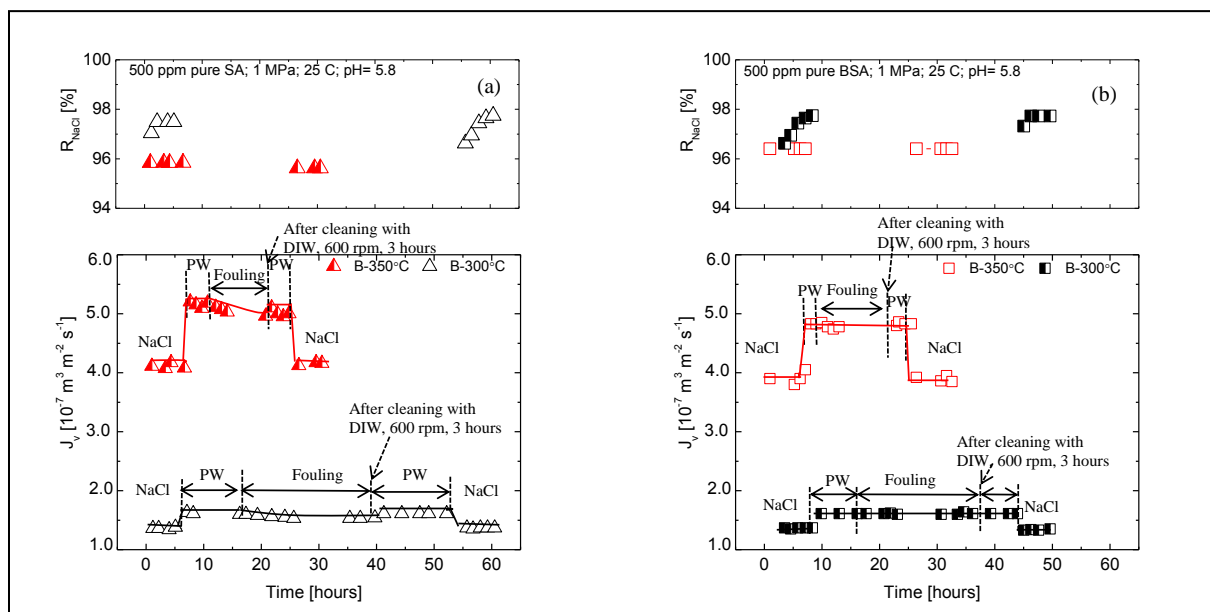 500 ppm pure SA; 1 MPa; 25 C; pH= 5.8
(a)
R_NaCl [%]
100
98
96
94
After cleaning with
DIW, 600 rpm, 3 hours
PW
Fouling
PW
B-350°C
B-300°C
NaCl
NaCl
After cleaning with
DIW, 600 rpm, 3 hours
NaCl
PW
Fouling
PW
NaCl
6.0
5.0
4.0
3.0
2.0
1.0
J_v [10^-7 m^3 m^-2 s^-1]
0 10 20 30 40 50 60
Time [hours]
500 ppm pure BSA; 1 MPa; 25 C; pH= 5.8
(b)
R_NaCl [%]
100
98
96
94
After cleaning with
DIW, 600 rpm, 3 hours
PW
Fouling
PW
B-350°C
B-300°C
NaCl
NaCl
After cleaning with
DIW, 600 rpm, 3 hours
NaCl
PW
Fouling
NaCl
6.0
5.0
4.0
3.0
2.0
1.0
J_v [10^-7 m^3 m^-2 s^-1]
0 10 20 30 40 50 60
Time [hours]